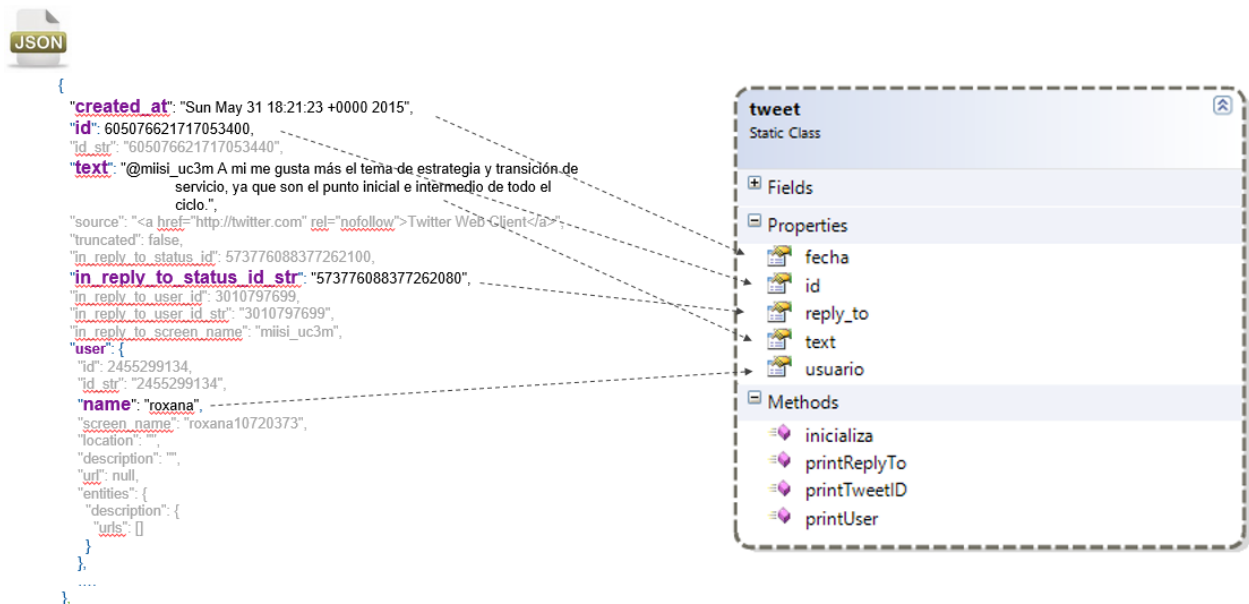 JSON
{
"created_at": "Sun May 31 18:21:23 +0000 2015",
"id": 605076621717053400,
"id_str": "605076621717053440",
"text": "@miisi_uc3m A mi me gusta más el tema de estrategia y transición de
servicio, ya que son el punto inicial e intermedio de todo el
ciclo.",
"source": "<a href="http://twitter.com" rel="nofollow">Twitter Web Client</a>",
"truncated": false,
"in_reply_to_status_id": 573776088377262100,
"in_reply_to_status_id_str": "573776088377262080",
"in_reply_to_user_id": 3010797699,
"in_reply_to_user_id_str": "3010797699",
"in_reply_to_screen_name": "miisi_uc3m",
"user": {
"id": 2455299134,
"id_str": "2455299134",
"name": "roxana",
"screen_name": "roxana10720373",
"location": "",
"description": "",
"url": null,
"entities": {
"description": {
"urls": []
}
},
....
},
tweet
Static Class
Fields
Properties
fecha
id
reply_to
text
usuario
Methods
inicializa
printReplyTo
printTweetID
printUser